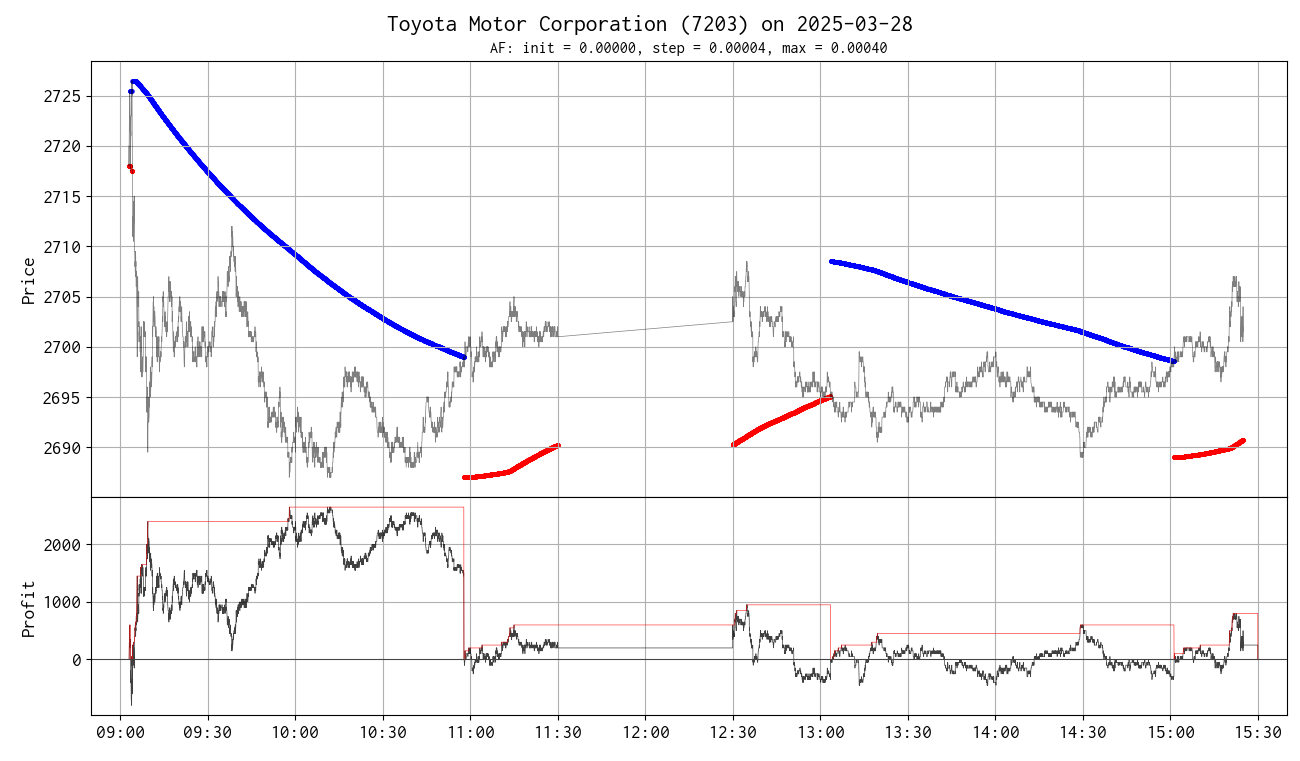 Toyota Motor Corporation (7203) on 2025-03-28
AF: init = 0.00000, step = 0.00004, max = 0.00040
Price
2725
2720
2715
2710
2705
2700
2695
2690
Profit
2000
1000
0
09:00 09:30 10:00 10:30 11:00 11:30 12:00 12:30 13:00 13:30 14:00 14:30 15:00 15:30